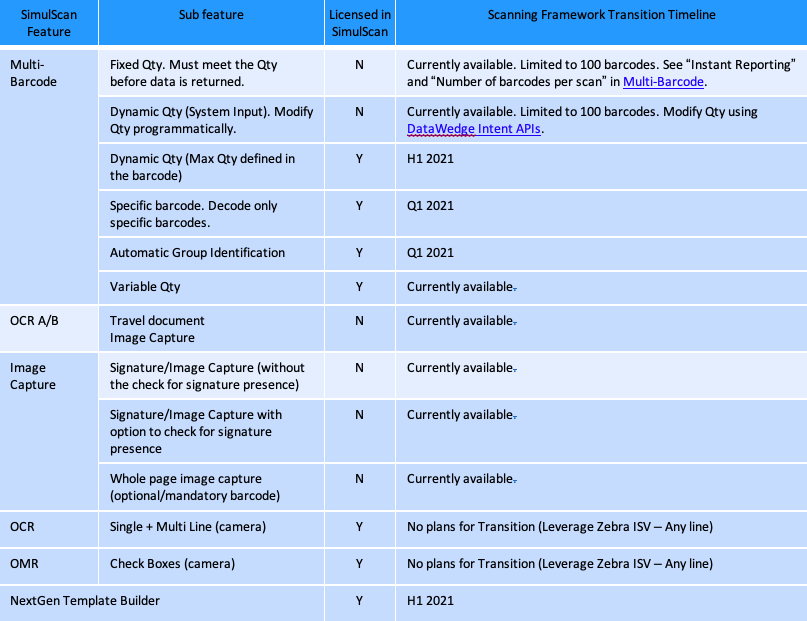 SimulScan
Feature
Sub feature
Licensed in
SimulScan
Scanning Framework Transition Timeline
Multi-
Barcode
Fixed Qty. Must meet the Qty
before data is returned.
N
Currently available. Limited to 100 barcodes. See “Instant Reporting”
and “Number of barcodes per scan” in Multi-Barcode.
Dynamic Qty (System Input). Modify
Qty programmatically.
N
Currently available. Limited to 100 barcodes. Modify Qty using
DataWedge Intent APIs.
Dynamic Qty (Max Qty defined in
the barcode)
Y
H1 2021
Specific barcode. Decode only
specific barcodes.
Y
Q1 2021
Automatic Group Identification
Y
Q1 2021
Variable Qty
Y
Currently available.
OCR A/B
Travel document
Image Capture
N
Currently available.
Image
Capture
Signature/Image Capture (without
the check for signature presence)
N
Currently available.
Signature/Image Capture with
option to check for signature
presence
N
Currently available.
Whole page image capture
(optional/mandatory barcode)
N
Currently available.
OCR
Single + Multi Line (camera)
Y
No plans for Transition (Leverage Zebra ISV – Any line)
OMR
Check Boxes (camera)
Y
No plans for Transition (Leverage Zebra ISV – Any line)
NextGen Template Builder
Y
H1 2021